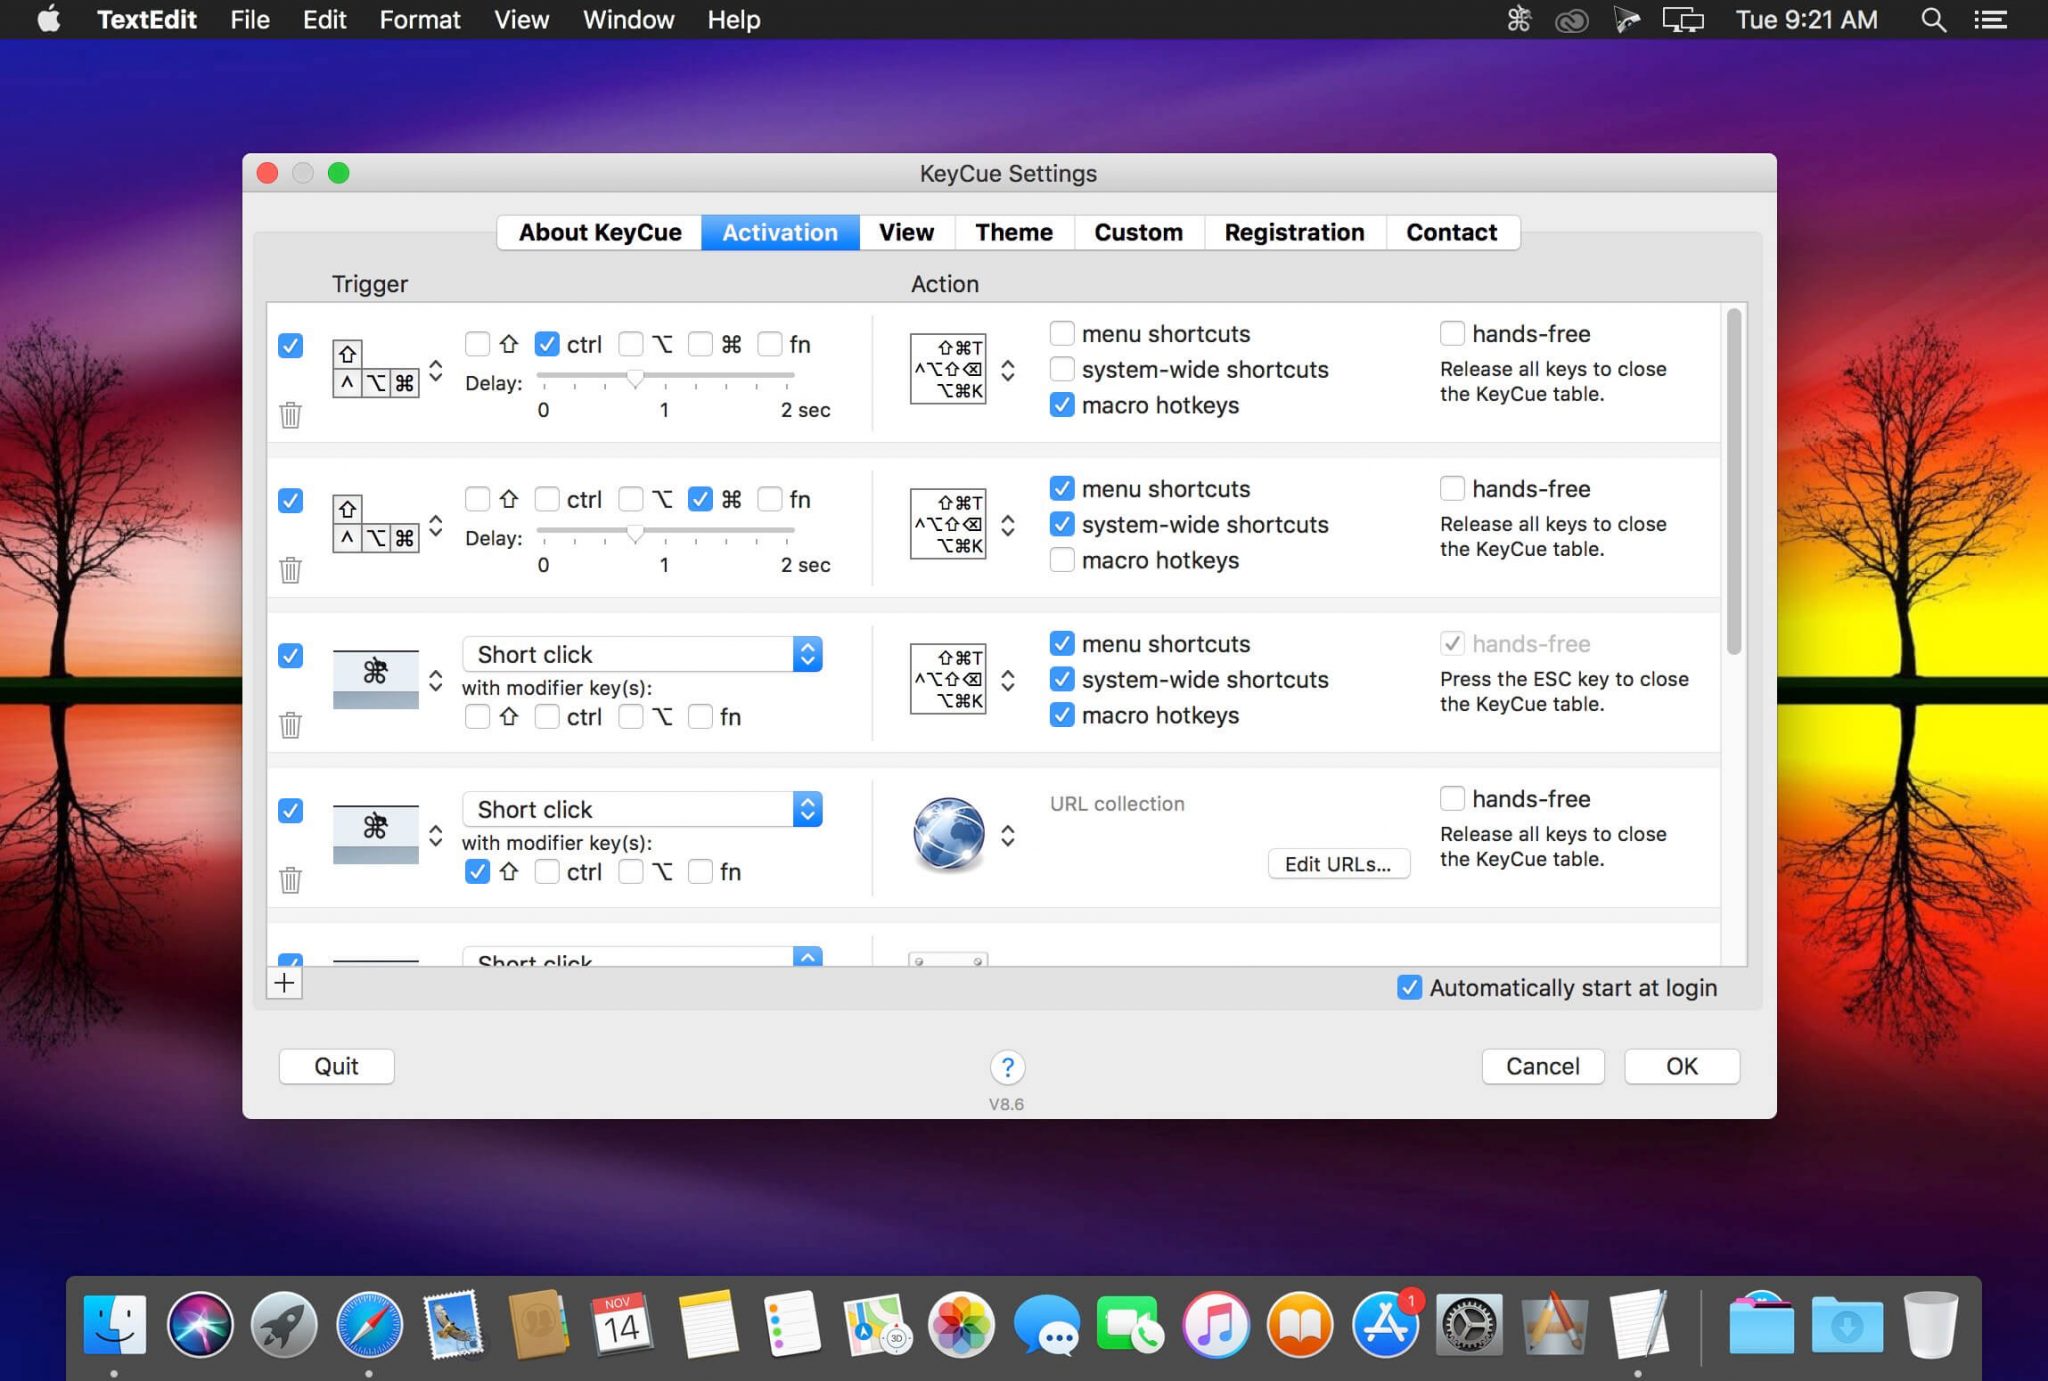 TextEdit File Edit Format View Window Help Tue 9:21 AM
KeyCue Settings
About KeyCue Activation View Theme Custom Registration Contact
Trigger Action
⇧ ctrl ⌥ ⌘ fn
Delay:
0 1 2 sec
⇧
^ ⌥ ⌘
⇧⌘T
^⌥⇧⌫
⌥⌘K
menu shortcuts
system-wide shortcuts
macro hotkeys
hands-free
Release all keys to close
the KeyCue table.
⇧ ctrl ⌥ ⌘ fn
Delay:
0 1 2 sec
⇧
^ ⌥ ⌘
⇧⌘T
^⌥⇧⌫
⌥⌘K
menu shortcuts
system-wide shortcuts
macro hotkeys
hands-free
Release all keys to close
the KeyCue table.
⌘
Short click
with modifier key(s):
⇧ ctrl ⌥ fn
⇧⌘T
^⌥⇧⌫
⌥⌘K
menu shortcuts
system-wide shortcuts
macro hotkeys
hands-free
Press the ESC key to close
the KeyCue table.
⌘
Short click
with modifier key(s):
⇧ ctrl ⌥ fn
URL collection
Edit URLs...
hands-free
Release all keys to close
the KeyCue table.
Short click
+
Automatically start at login
Quit ? Cancel OK
V8.6
NOV
14
3D
1